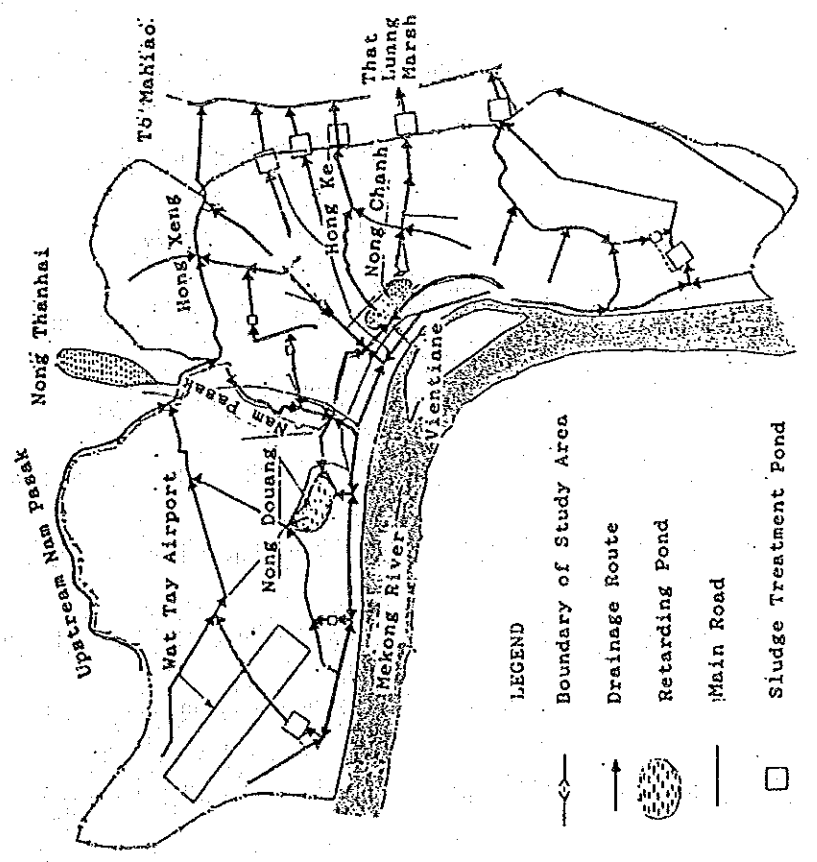 Nong Thanhai
Upstream Nam Pasak
To Mahiao
Hong Xeng
Wat Tay Airport
Nam Pasak
Nong Douang
That
Luang
Marsh
Hong Ke
Nong Chanh
Vientiane
Mekong River
LEGEND
Boundary of Study Area
Drainage Route
Retarding Pond
Main Road
Sludge Treatment Pond